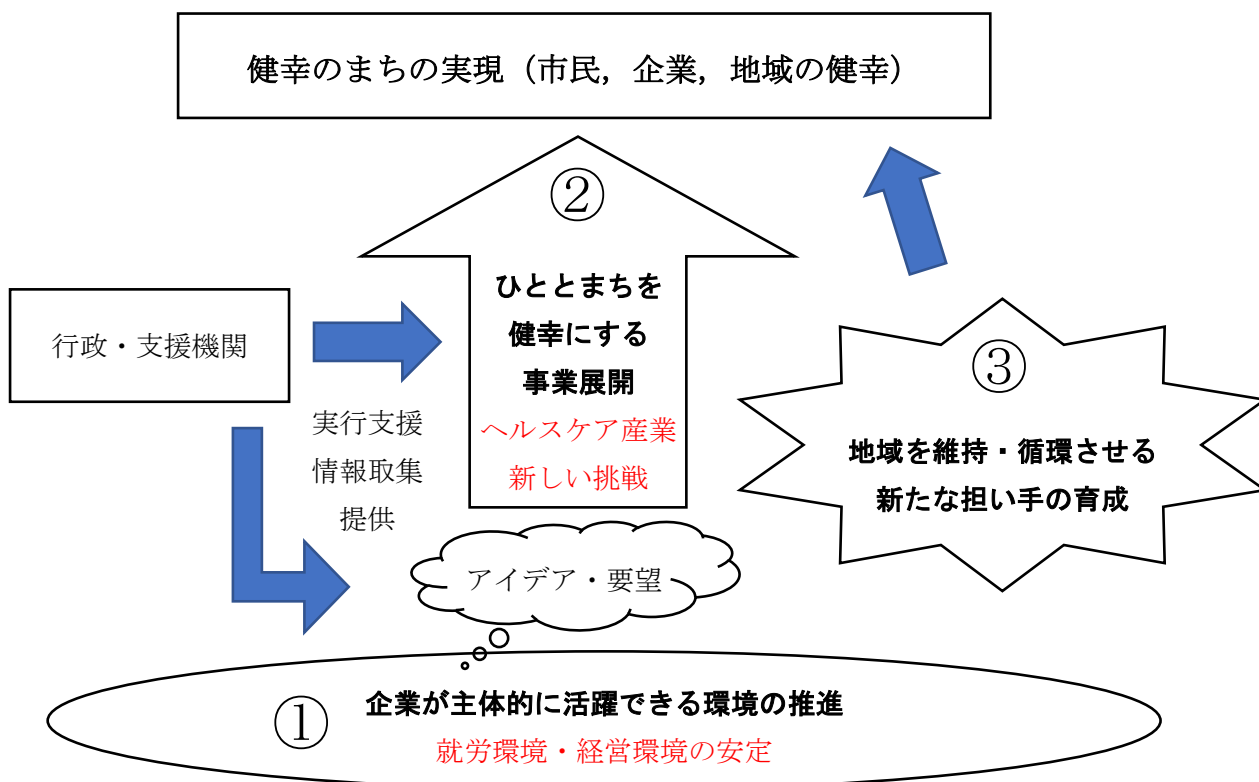 健幸のまちの実現（市民，企業，地域の健幸）
②
ひととまちを
健幸にする
事業展開
ヘルスケア産業
新しい挑戦
行政・支援機関
実行支援
情報取集
提供
③
地域を維持・循環させる
新たな担い手の育成
アイデア・要望
①
企業が主体的に活躍できる環境の推進
就労環境・経営環境の安定